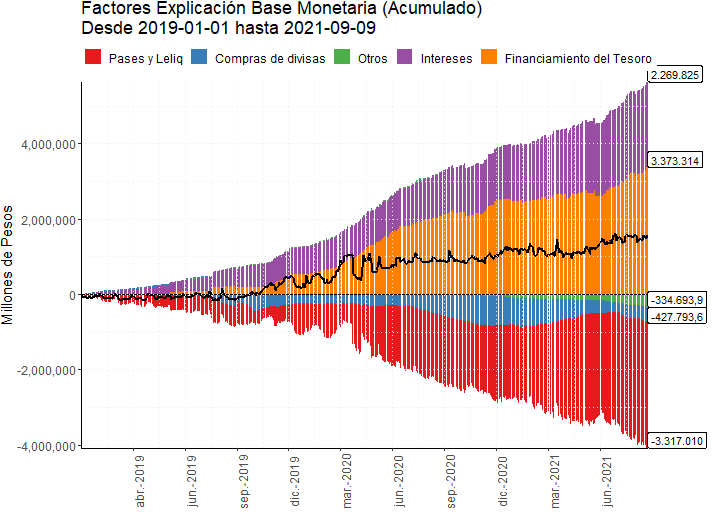 Factores Explicación Base Monetaria (Acumulado)
Desde 2019-01-01 hasta 2021-09-09
Pases y Leliq Compras de divisas Otros Intereses Financiamiento del Tesoro
Millones de Pesos
4,000,000
2,000,000
0
-2,000,000
-4,000,000
2.269.825
3.373.314
-334.693,9
-427.793,6
-3.317.010
abr.-2019
jun.-2019
sep.-2019
dic.-2019
mar.-2020
jun.-2020
sep.-2020
dic.-2020
mar.-2021
jun.-2021